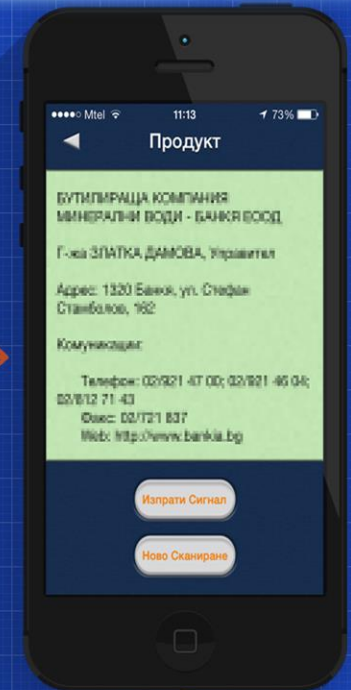 Mtel 11:13 73%
Продукт
БУТИЛИРАЩА КОМПАНИЯ
МИНЕРАЛНИ ВОДИ - БАНКЯ ЕООД
Г-жа ЗЛАТКА ДАМОВА, Управител
Адрес: 1320 Банкя, ул. Стефан
Стамболов, 162
Комуникации:
Телефон: 02/921 47 00; 02/921 46 04;
02/812 71 43
Факс: 02/721 837
Web: http://www.bankia.bg
Изпрати Сигнал
Ново Сканиране